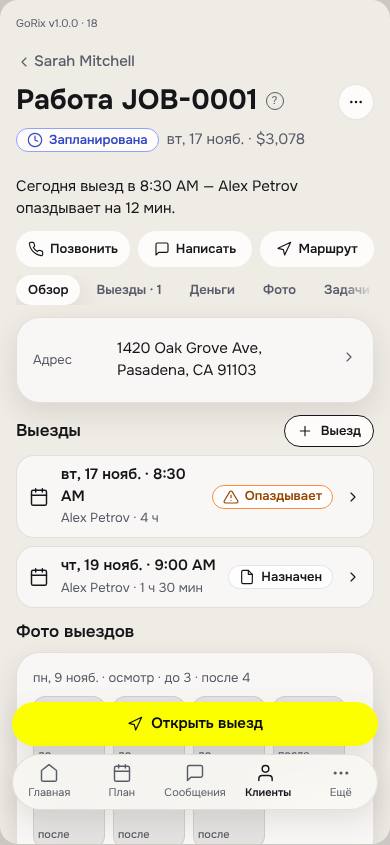 GoRix v1.0.0 · 18
Sarah Mitchell
Работа JOB-0001 ?
Запланирована вт, 17 нояб. · $3,078
Сегодня выезд в 8:30 AM — Alex Petrov
опаздывает на 12 мин.
Позвонить Написать Маршрут
Обзор Выезды · 1 Деньги Фото Задачи
Адрес
1420 Oak Grove Ave,
Pasadena, CA 91103
Выезды
Выезд
вт, 17 нояб. · 8:30
AM
Опаздывает
Alex Petrov · 4 ч
чт, 19 нояб. · 9:00 AM
Назначен
Alex Petrov · 1 ч 30 мин
Фото выездов
пн, 9 нояб. · осмотр · до 3 · после 4
Открыть выезд
Главная План Сообщения Клиенты Ещё
после после после